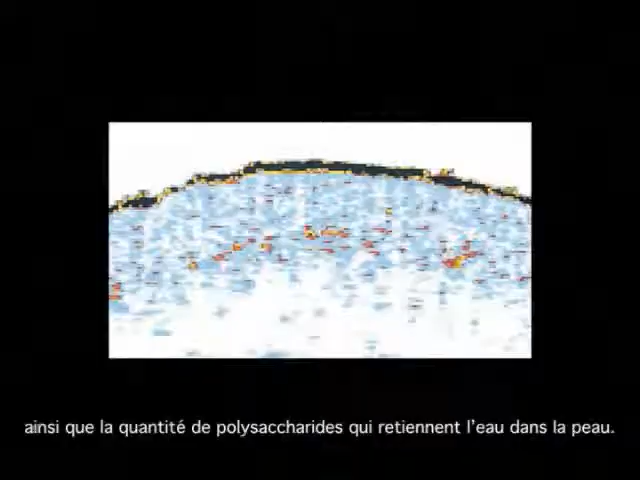 ainsi que la quantité de polysaccharides qui retiennent l'eau dans la peau.